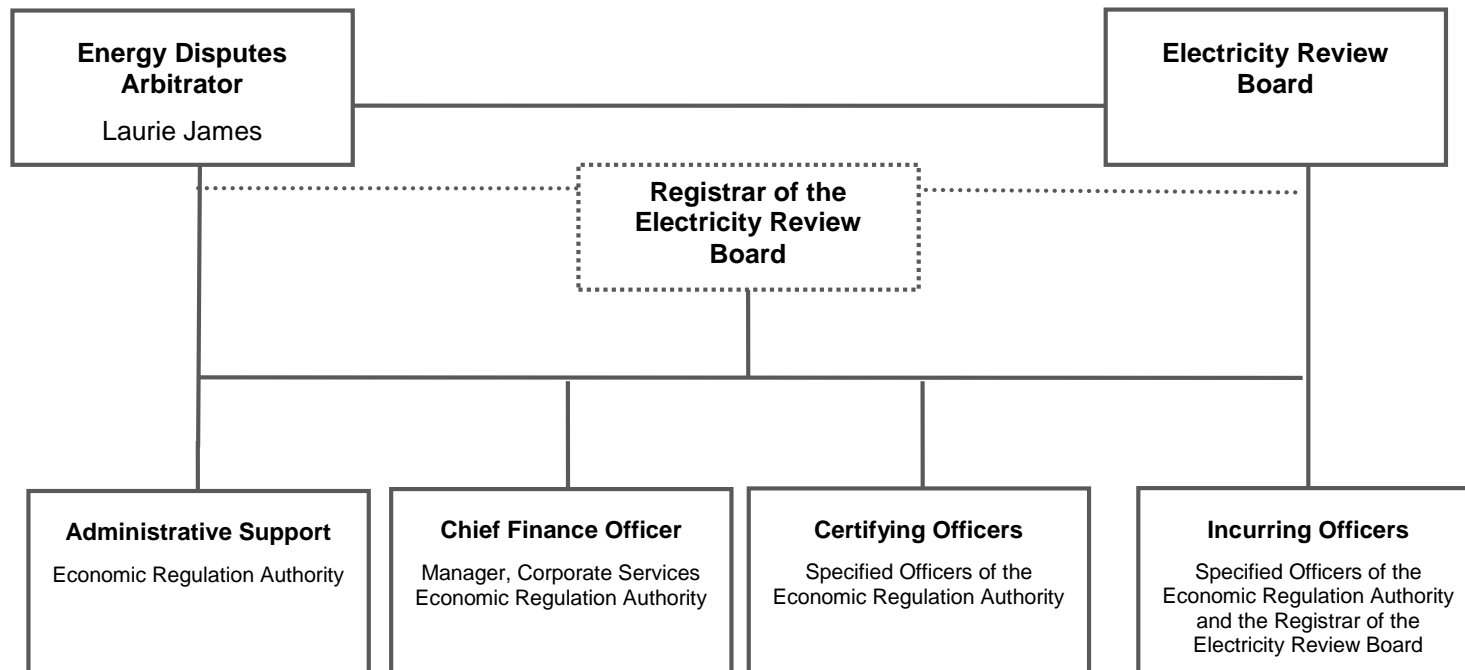 Energy Disputes
Arbitrator
Laurie James
Electricity Review
Board
Registrar of the
Electricity Review
Board
Administrative Support
Economic Regulation Authority
Chief Finance Officer
Manager, Corporate Services
Economic Regulation Authority
Certifying Officers
Specified Officers of the
Economic Regulation Authority
Incurring Officers
Specified Officers of the
Economic Regulation Authority
and the Registrar of the
Electricity Review Board